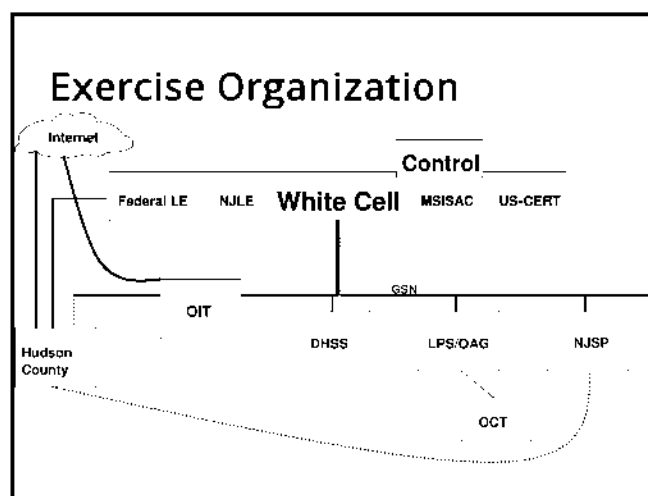 Exercise Organization
Internet
Control
Federal LE NJLE White Cell MSISAC US-CERT
GSN
OIT
DHSS LPS/OAG NJSP
Hudson
County
OCT